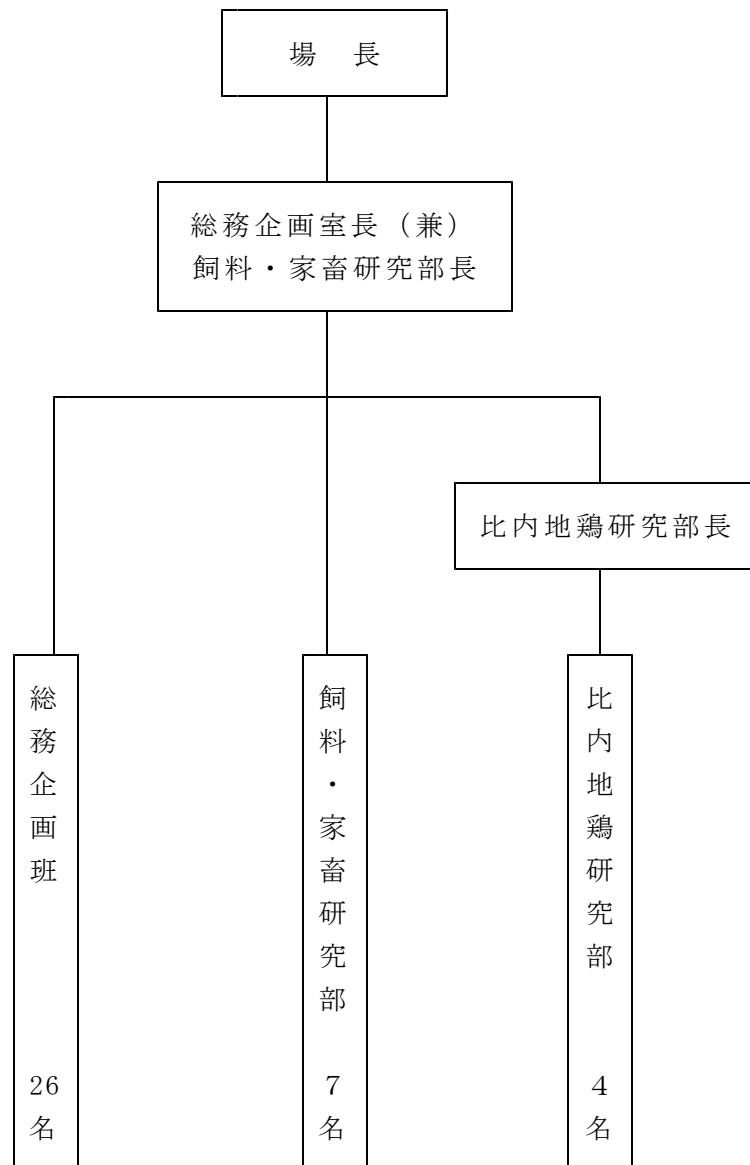 場 長
総務企画室長（兼）
飼料・家畜研究部長
比内地鶏研究部長
総務企画班 26名
飼料・家畜研究部 7名
比内地鶏研究部 4名